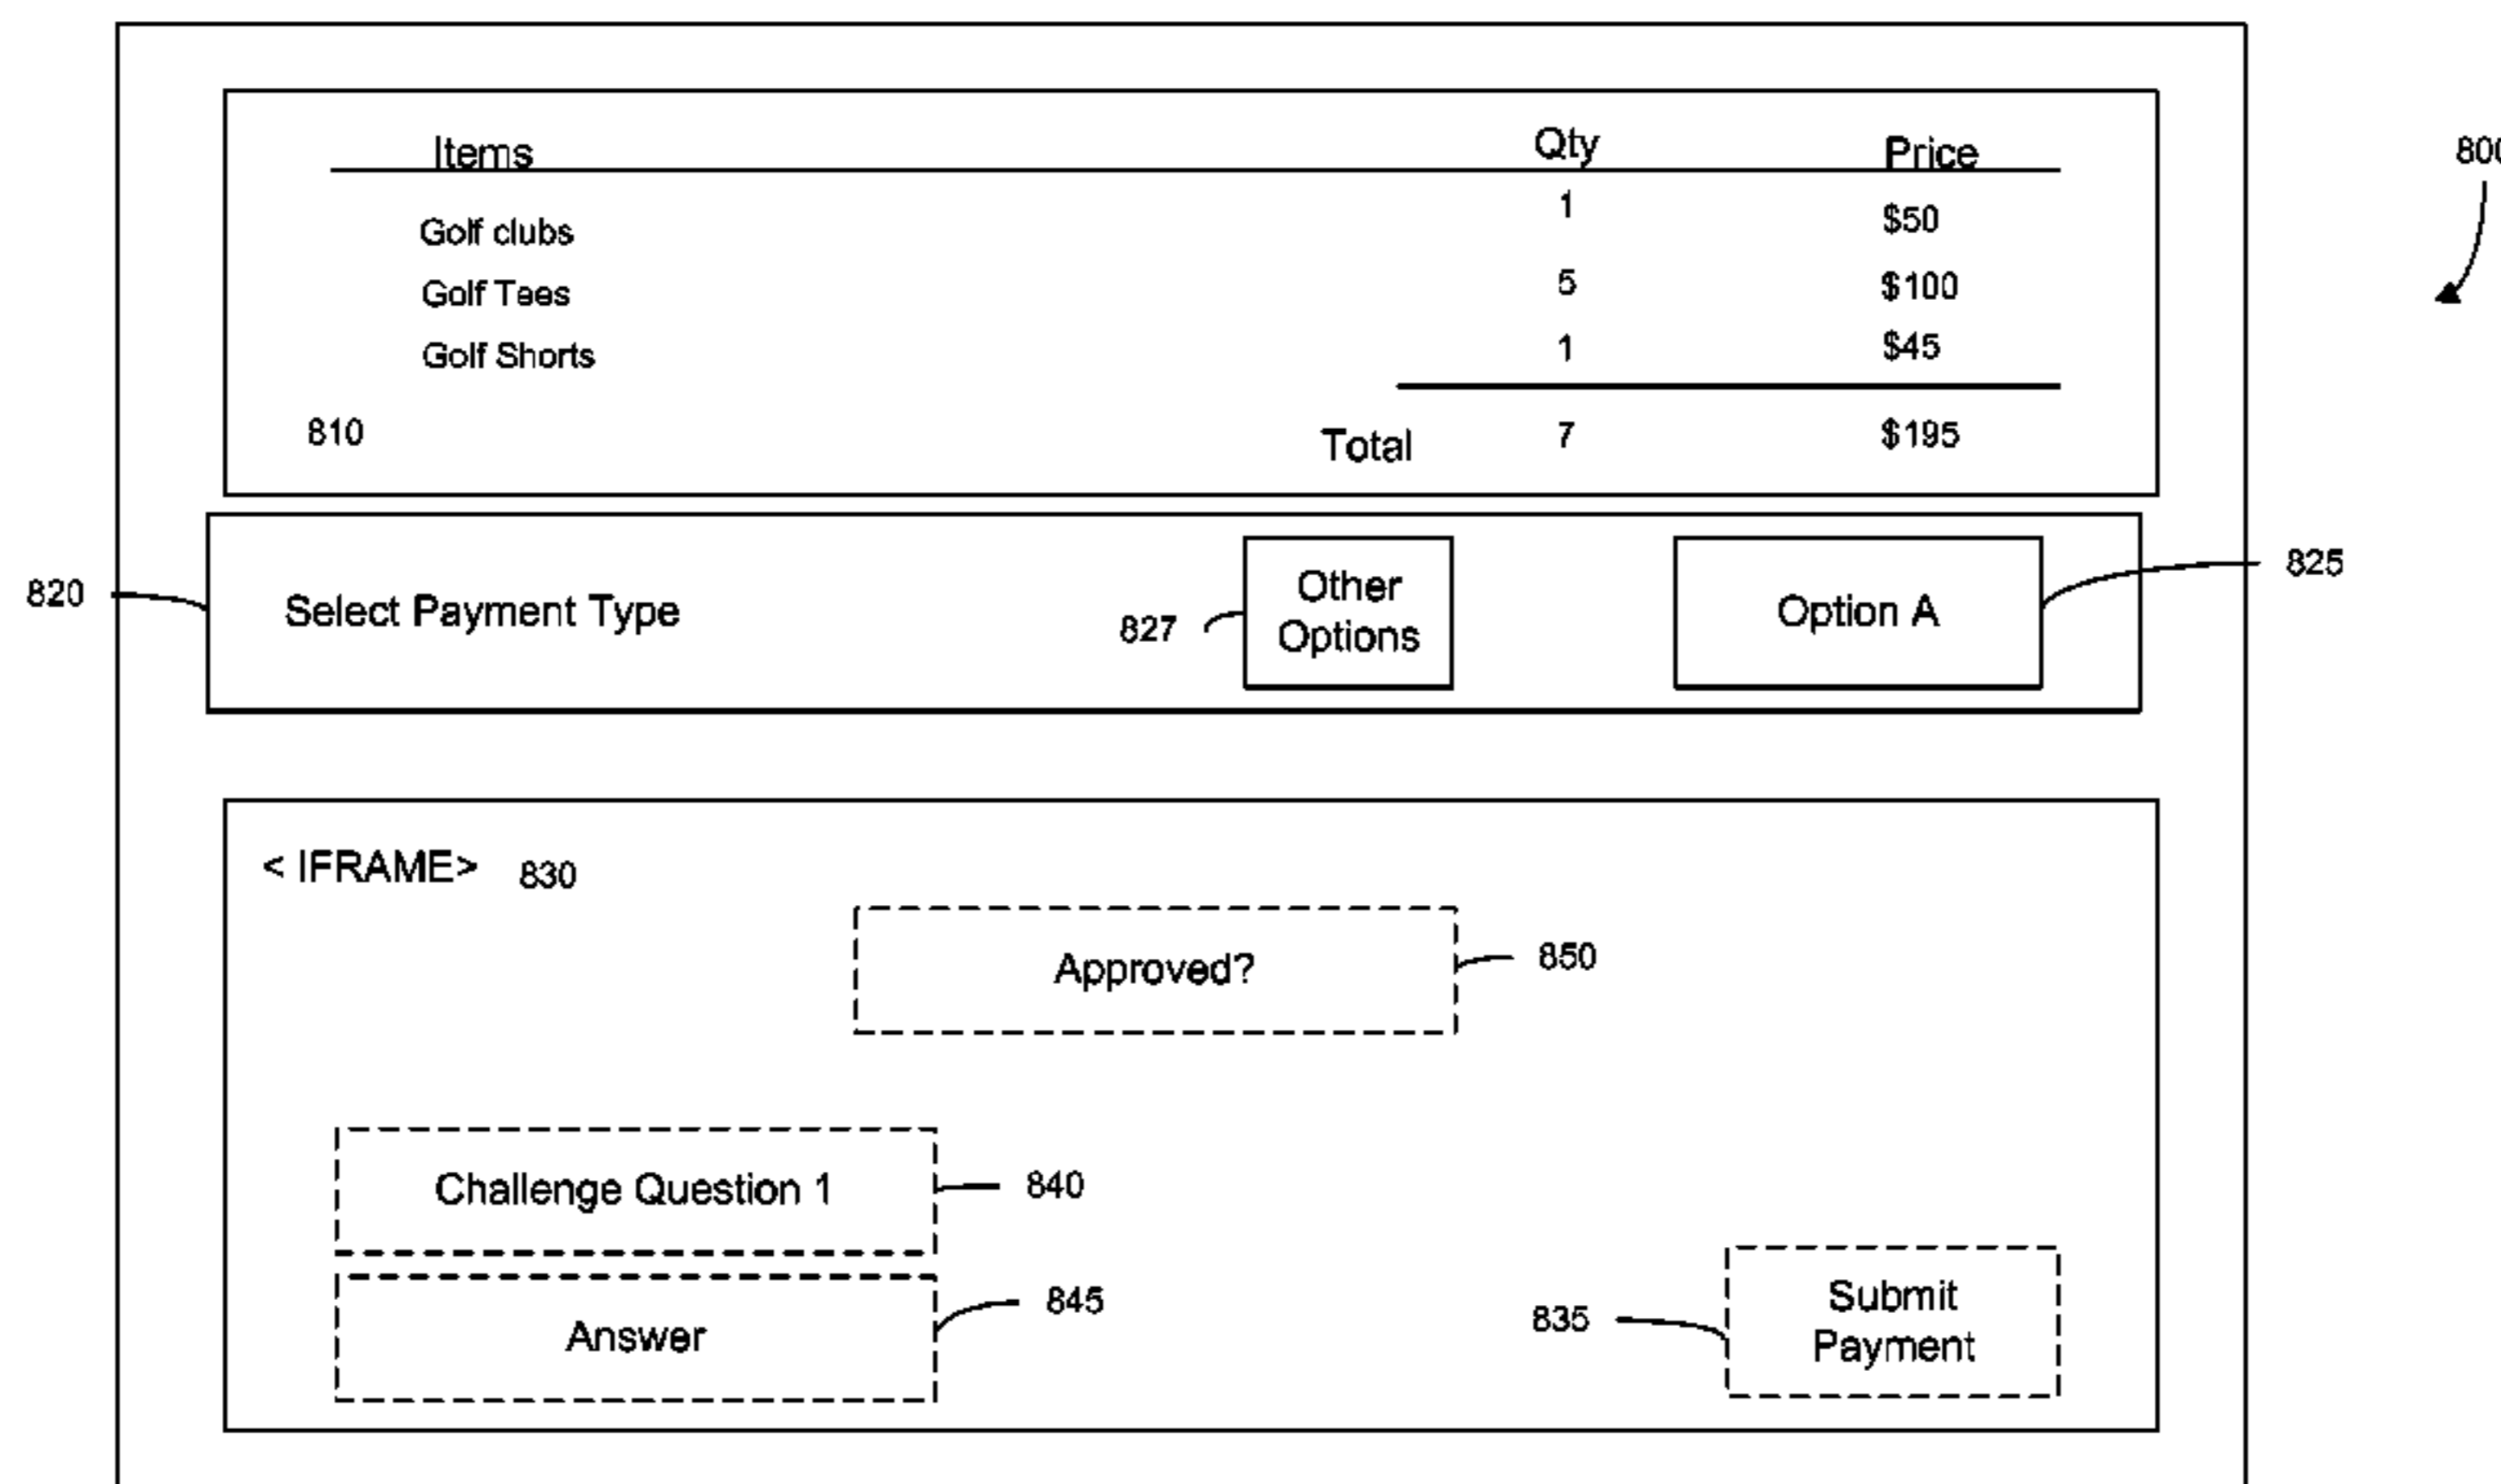 Items Qty Price
800
Golf clubs 1 $50
Golf Tees 5 $100
Golf Shorts 1 $45
810 Total 7 $195
820 Select Payment Type 827 Other Options Option A 825
< IFRAME> 830
Approved? 850
Challenge Question 1 840
Answer 845
835 Submit
Payment